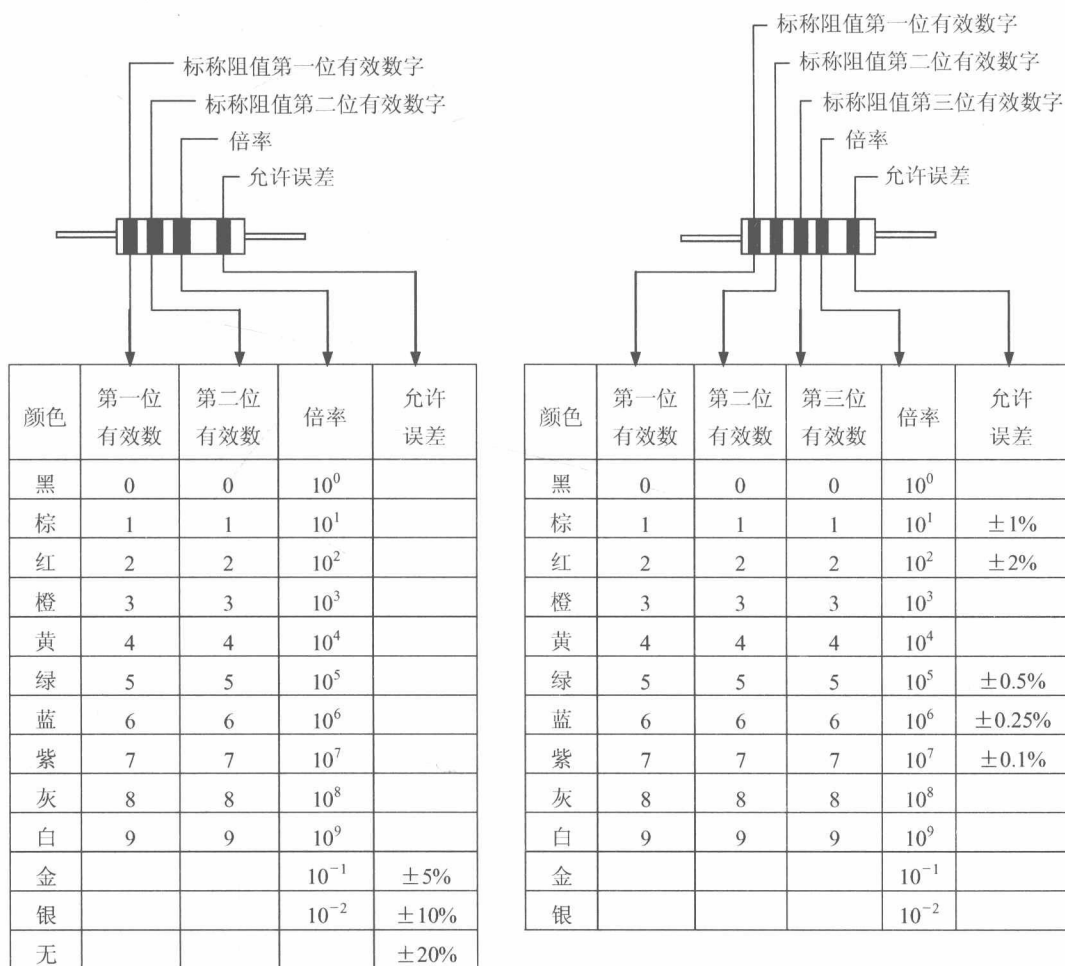 标称阻值第一位有效数字
标称阻值第二位有效数字
倍率
允许误差
颜色 第一位有效数 第二位有效数 倍率 允许误差
黑 0 0 10⁰
棕 1 1 10¹
红 2 2 10²
橙 3 3 10³
黄 4 4 10⁴
绿 5 5 10⁵
蓝 6 6 10⁶
紫 7 7 10⁷
灰 8 8 10⁸
白 9 9 10⁹
金 10⁻¹ ±5%
银 10⁻² ±10%
无 ±20%
标称阻值第一位有效数字
标称阻值第二位有效数字
标称阻值第三位有效数字
倍率
允许误差
颜色 第一位有效数 第二位有效数 第三位有效数 倍率 允许误差
黑 0 0 0 10⁰
棕 1 1 1 10¹ ±1%
红 2 2 2 10² ±2%
橙 3 3 3 10³
黄 4 4 4 10⁴
绿 5 5 5 10⁵ ±0.5%
蓝 6 6 6 10⁶ ±0.25%
紫 7 7 7 10⁷ ±0.1%
灰 8 8 8 10⁸
白 9 9 9 10⁹
金 10⁻¹
银 10⁻²